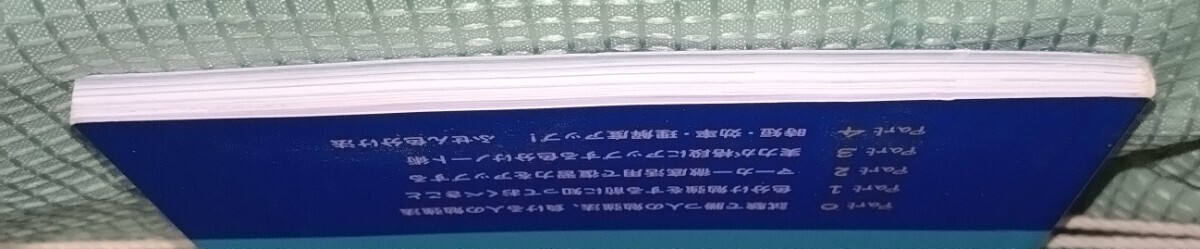 Part 0 試験で勝つ人の勉強法、負ける人の勉強法
Part 1 色分け勉強をする前に知っておくべきこと
Part 2 マーカー徹底活用で復習力をアップする
Part 3 実力が格段にアップする色分けノート術
Part 4 時短・効率・理解度アップ! ふせん色分け法